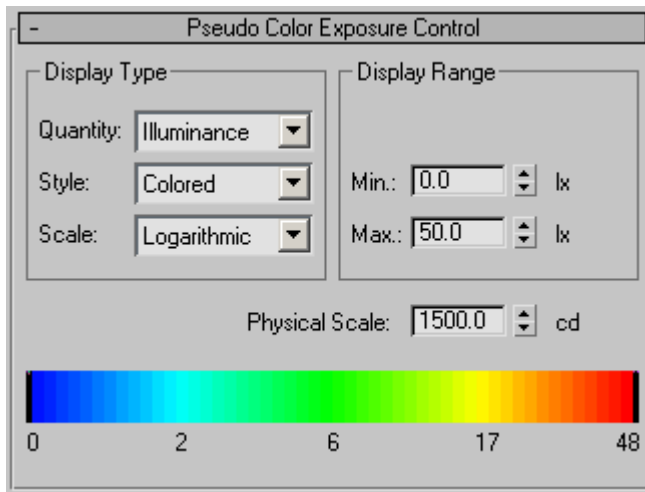 - Pseudo Color Exposure Control
Display Type
Quantity: Illuminance
Style: Colored
Scale: Logarithmic
Display Range
Min.: 0.0 lx
Max.: 50.0 lx
Physical Scale: 1500.0 cd
0 2 6 17 48